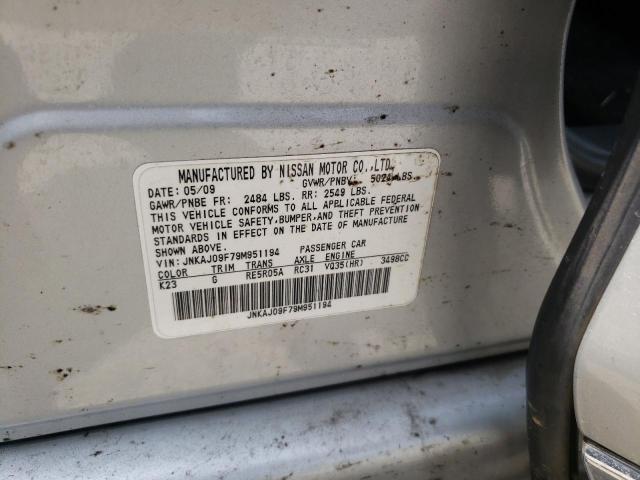 MANUFACTURED BY NISSAN MOTOR CO.,LTD.
DATE: 05/09 GVWR/PNBV: 5024 LBS.
GAWR/PNBE FR: 2484 LBS. RR: 2549 LBS.
THIS VEHICLE CONFORMS TO ALL APPLICABLE FEDERAL
MOTOR VEHICLE SAFETY,BUMPER,AND THEFT PREVENTION
STANDARDS IN EFFECT ON THE DATE OF MANUFACTURE
SHOWN ABOVE.
VIN: JNKAJ09F79M951194 PASSENGER CAR
COLOR TRIM TRANS AXLE ENGINE
K23 G RE5R05A RC31 VQ35(HR) 3498CC
JNKAJ09F79M951194